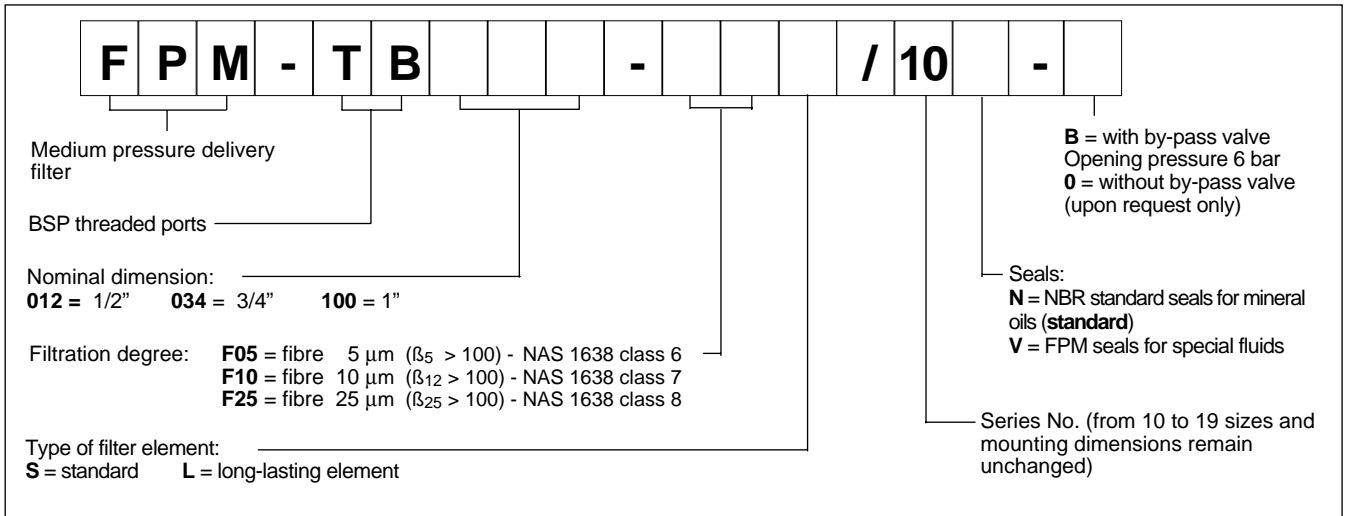 F P M - T B - / 10 -
Medium pressure delivery
filter
BSP threaded ports
Nominal dimension:
012 = 1/2” 034 = 3/4” 100 = 1”
Filtration degree: F05 = fibre 5 µm (ß5 > 100) - NAS 1638 class 6
F10 = fibre 10 µm (ß12 > 100) - NAS 1638 class 7
F25 = fibre 25 µm (ß25 > 100) - NAS 1638 class 8
Type of filter element:
S = standard L = long-lasting element
B = with by-pass valve
Opening pressure 6 bar
0 = without by-pass valve
(upon request only)
Seals:
N = NBR standard seals for mineral
oils (standard)
V = FPM seals for special fluids
Series No. (from 10 to 19 sizes and
mounting dimensions remain
unchanged)